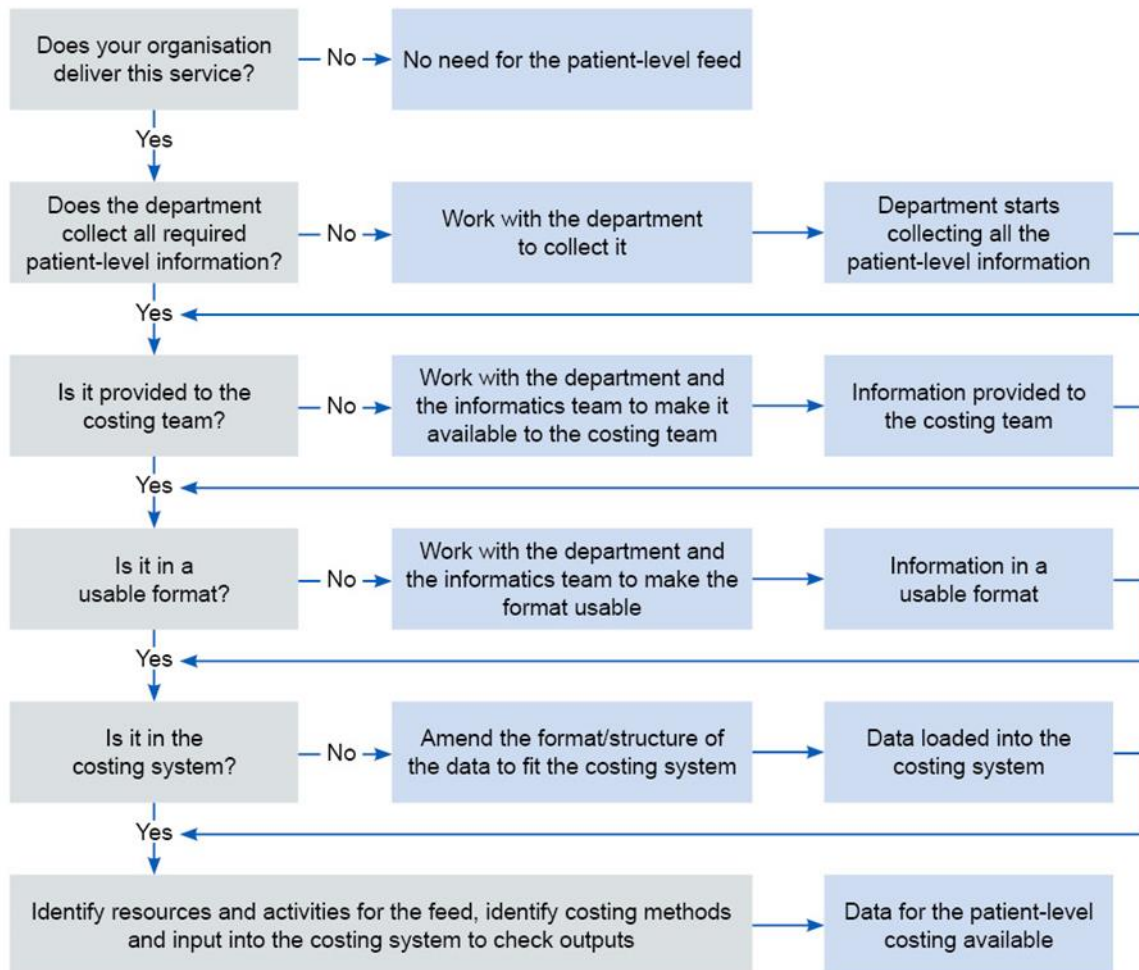 Does your organisation
deliver this service?
No
No need for the patient-level feed
Yes
Does the department
collect all required
patient-level information?
No
Work with the department
to collect it
Department starts
collecting all the
patient-level information
Yes
Is it provided to the
costing team?
No
Work with the department and
the informatics team to make it
available to the costing team
Information provided to
the costing team
Yes
Is it in a
usable format?
No
Work with the department and
the informatics team to make the
format usable
Information in a
usable format
Yes
Is it in the
costing system?
No
Amend the format/structure of
the data to fit the costing system
Data loaded into the
costing system
Yes
Identify resources and activities for the feed, identify costing methods
and input into the costing system to check outputs
Data for the patient-level
costing available